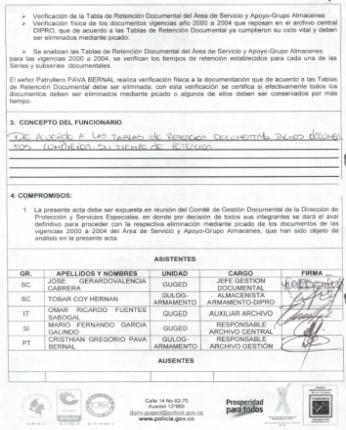 ➢ Verificación de la Tabla de Retención Documental del Área de Servicio y Apoyo-Grupo Almacenes
➢ Verificación física de los documentos vigencias año 2000 a 2004 que reposan en el archivo central
DIPRO, que de acuerdo a las Tablas de Retención Documental ya cumplieron su ciclo vital y deben
ser eliminados mediante picado.
➢ Se analizan las Tablas de Retención Documental del Área de Servicio y Apoyo-Grupo Almacenes
para las vigencias 2000 a 2004, se verifican los tiempos de retención establecidos para cada una de las
Series y subseries documentales.
El señor Patrullero PAVA BERNAL realiza verificación física a la documentación que de acuerdo a las Tablas
de Retención Documental debe ser eliminada, con esta verificación se certifica si efectivamente todos los
documentos deben ser eliminados mediante picado o algunos de ellos deben ser conservados por más
tiempo.
3. CONCEPTO DEL FUNCIONARIO
DE ACUERDO A LAS TABLAS DE RETENCION DOCUMENTAL DICHOS DOCUMEN
TOS CUMPLIERON SU TIEMPO DE RETENCION
4. COMPROMISOS:
1. La presente acta debe ser expuesta en reunión del Comité de Gestión Documental de la Dirección de
Protección y Servicios Especiales, en donde por decisión de todos sus integrantes se dará el aval
definitivo para proceder con la respectiva eliminación mediante picado de los documentos de las
vigencias 2000 a 2004 del Área de Servicio y Apoyo-Grupo Almacenes, que han sido objeto de
análisis en la presente acta.
ASISTENTES
GR. APELLIDOS Y NOMBRES UNIDAD CARGO FIRMA
SC JOSE GERARDOVALENCIA CABRERA GUGED JEFE GESTION DOCUMENTAL
SC TOBAR COY HERNAN GULOG-ARMAMENTO ALMACENISTA ARMAMENTO-DIPRO
IT OMAR RICARDO FUENTES SABOGAL GUGED AUXILIAR ARCHIVO
SI MARIO FERNANDO GARCIA GALINDO GUGED RESPONSABLE ARCHIVO CENTRAL
PT CRISTHIAN GREGORIO PAVA BERNAL GULOG-ARMAMENTO RESPONSABLE ARCHIVO GESTIÓN
AUSENTES
Calle 14 No 62-70
Avantel 13*960
dipro.guged@policia.gov.co
www.policia.gov.co
Prosperidad
para todos